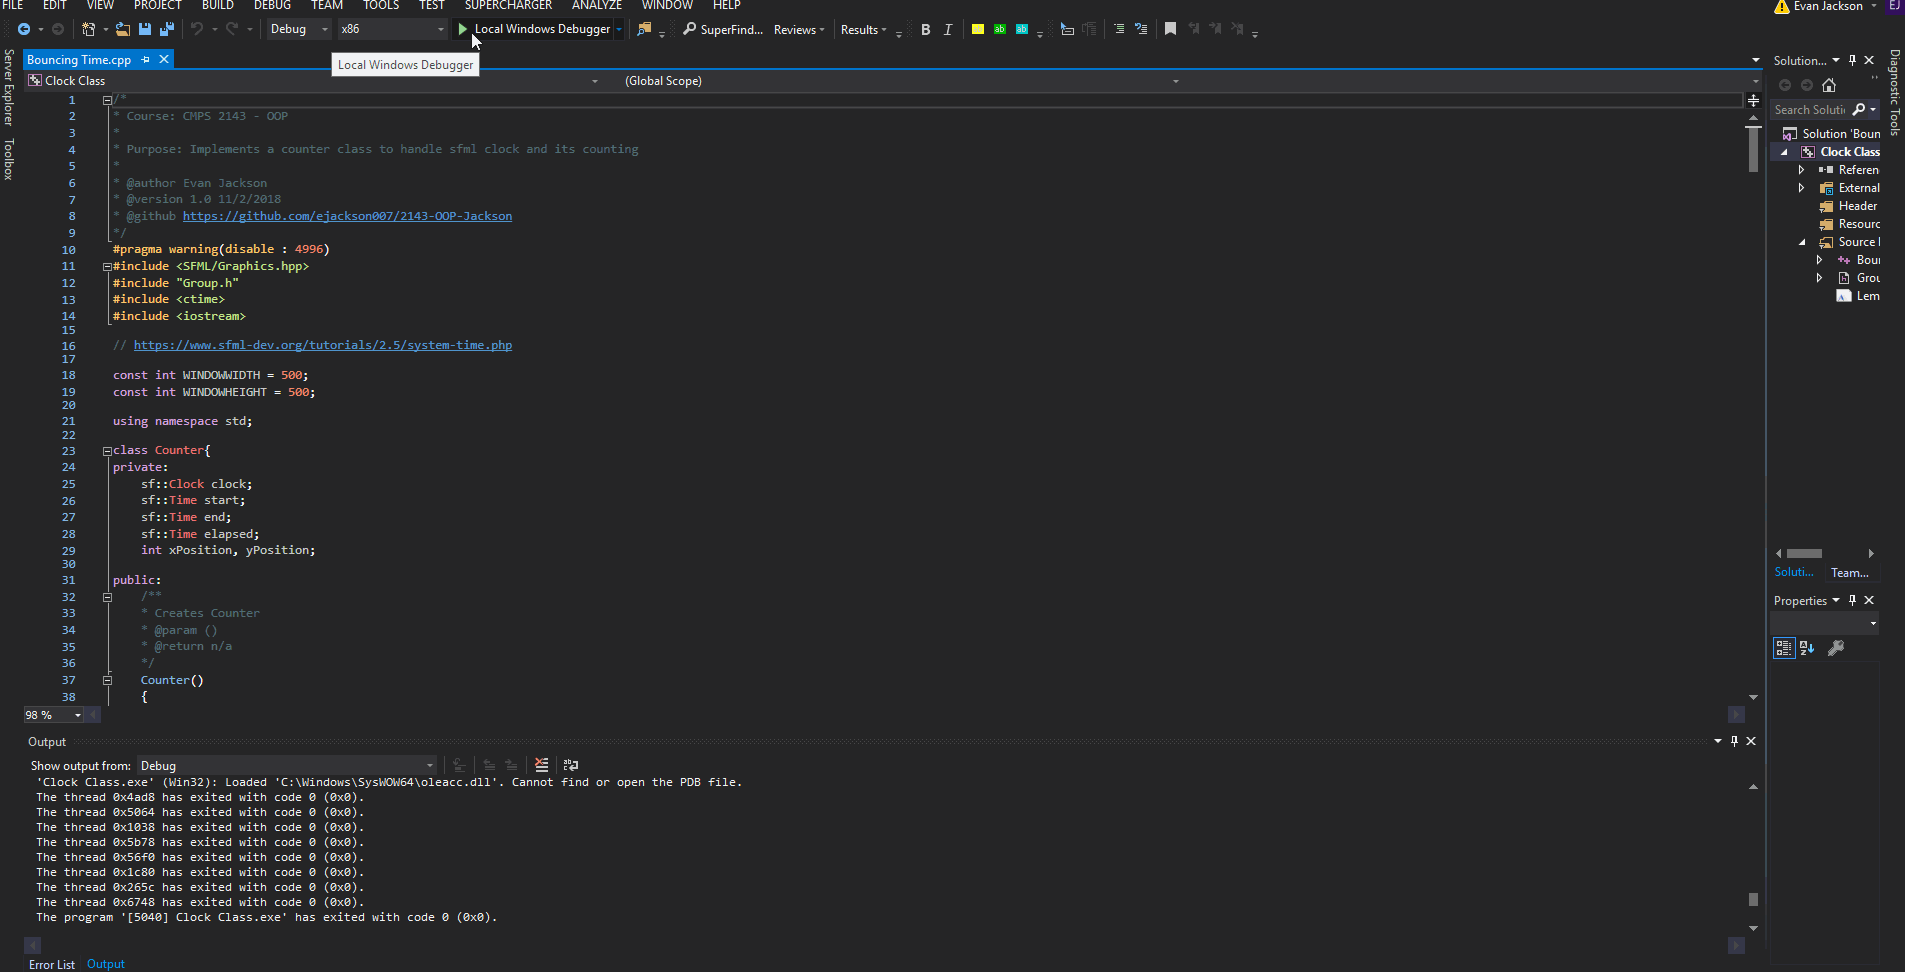 FILE EDIT VIEW PROJECT BUILD DEBUG TEAM TOOLS TEST SUPERCHARGER ANALYZE WINDOW HELP
Evan Jackson EJ
Debug x86 Local Windows Debugger SuperFind... Reviews Results B I ab ab
Server Explorer
Toolbox
Bouncing Time.cpp
Local Windows Debugger
Clock Class (Global Scope)
1 /*
2 * Course: CMPS 2143 - OOP
3 *
4 * Purpose: Implements a counter class to handle sfml clock and its counting
5 *
6 * @author Evan Jackson
7 * @version 1.0 11/2/2018
8 * @github https://github.com/ejackson007/2143-OOP-Jackson
9 */
10 #pragma warning(disable : 4996)
11 #include <SFML/Graphics.hpp>
12 #include "Group.h"
13 #include <ctime>
14 #include <iostream>
15
16 // https://www.sfml-dev.org/tutorials/2.5/system-time.php
17
18 const int WINDOWWIDTH = 500;
19 const int WINDOWHEIGHT = 500;
20
21 using namespace std;
22
23 class Counter{
24 private:
25 sf::Clock clock;
26 sf::Time start;
27 sf::Time end;
28 sf::Time elapsed;
29 int xPosition, yPosition;
30
31 public:
32 /**
33 * Creates Counter
34 * @param ()
35 * @return n/a
36 */
37 Counter()
38 {
98 %
Output
Show output from: Debug
'Clock Class.exe' (Win32): Loaded 'C:\Windows\SysWOW64\oleacc.dll'. Cannot find or open the PDB file.
The thread 0x4ad8 has exited with code 0 (0x0).
The thread 0x5064 has exited with code 0 (0x0).
The thread 0x1038 has exited with code 0 (0x0).
The thread 0x5b78 has exited with code 0 (0x0).
The thread 0x56f0 has exited with code 0 (0x0).
The thread 0x1c80 has exited with code 0 (0x0).
The thread 0x265c has exited with code 0 (0x0).
The thread 0x6748 has exited with code 0 (0x0).
The program '[5040] Clock Class.exe' has exited with code 0 (0x0).
Error List Output
Solution...
Search Soluti
Solution 'Boun
Clock Class
Referen
External
Header
Resourc
Source
Bou
Grou
Lem
Soluti... Team...
Properties
Diagnostic Tools